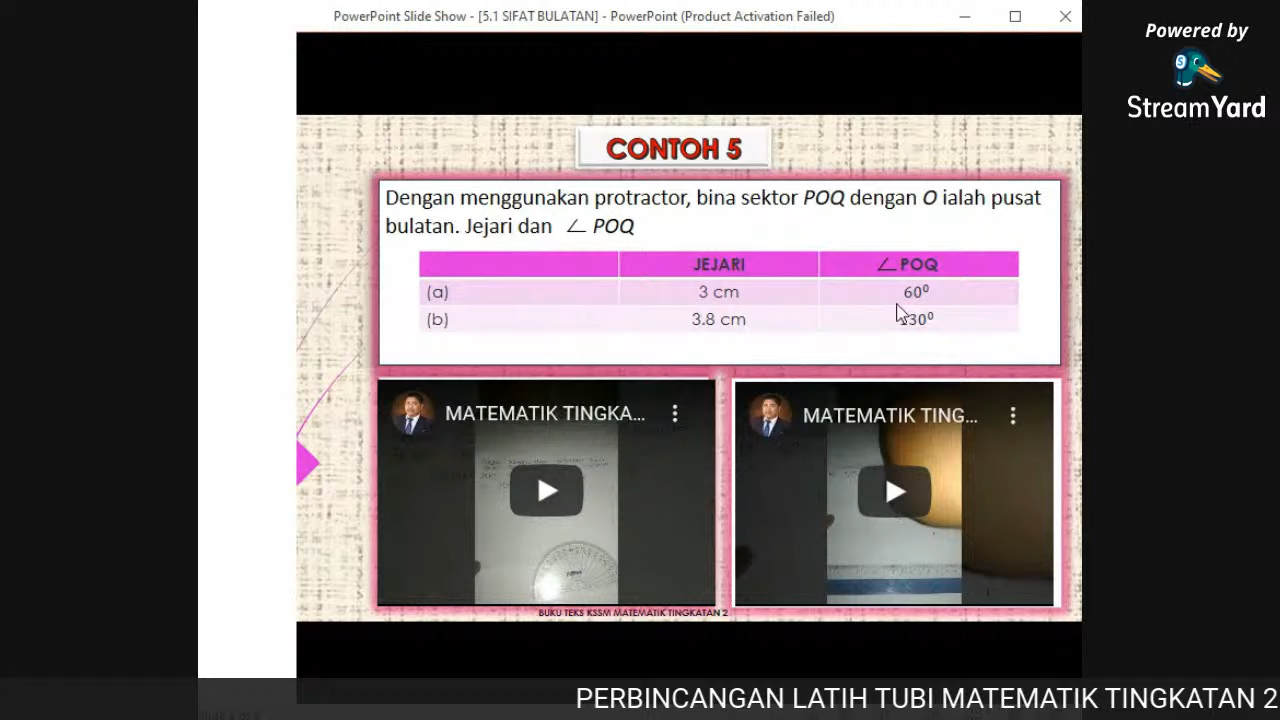 PowerPoint Slide Show - [5.1 SIFAT BULATAN] - PowerPoint (Product Activation Failed)
Powered by
StreamYard
CONTOH 5
Dengan menggunakan protractor, bina sektor POQ dengan O ialah pusat
bulatan. Jejari dan ∠ POQ
JEJARI ∠POQ
(a) 3 cm 60⁰
(b) 3.8 cm 130⁰
MATEMATIK TINGKA...
MATEMATIK TING...
BUKU TEKS KSSM MATEMATIK TINGKATAN 2
PERBINCANGAN LATIH TUBI MATEMATIK TINGKATAN 2